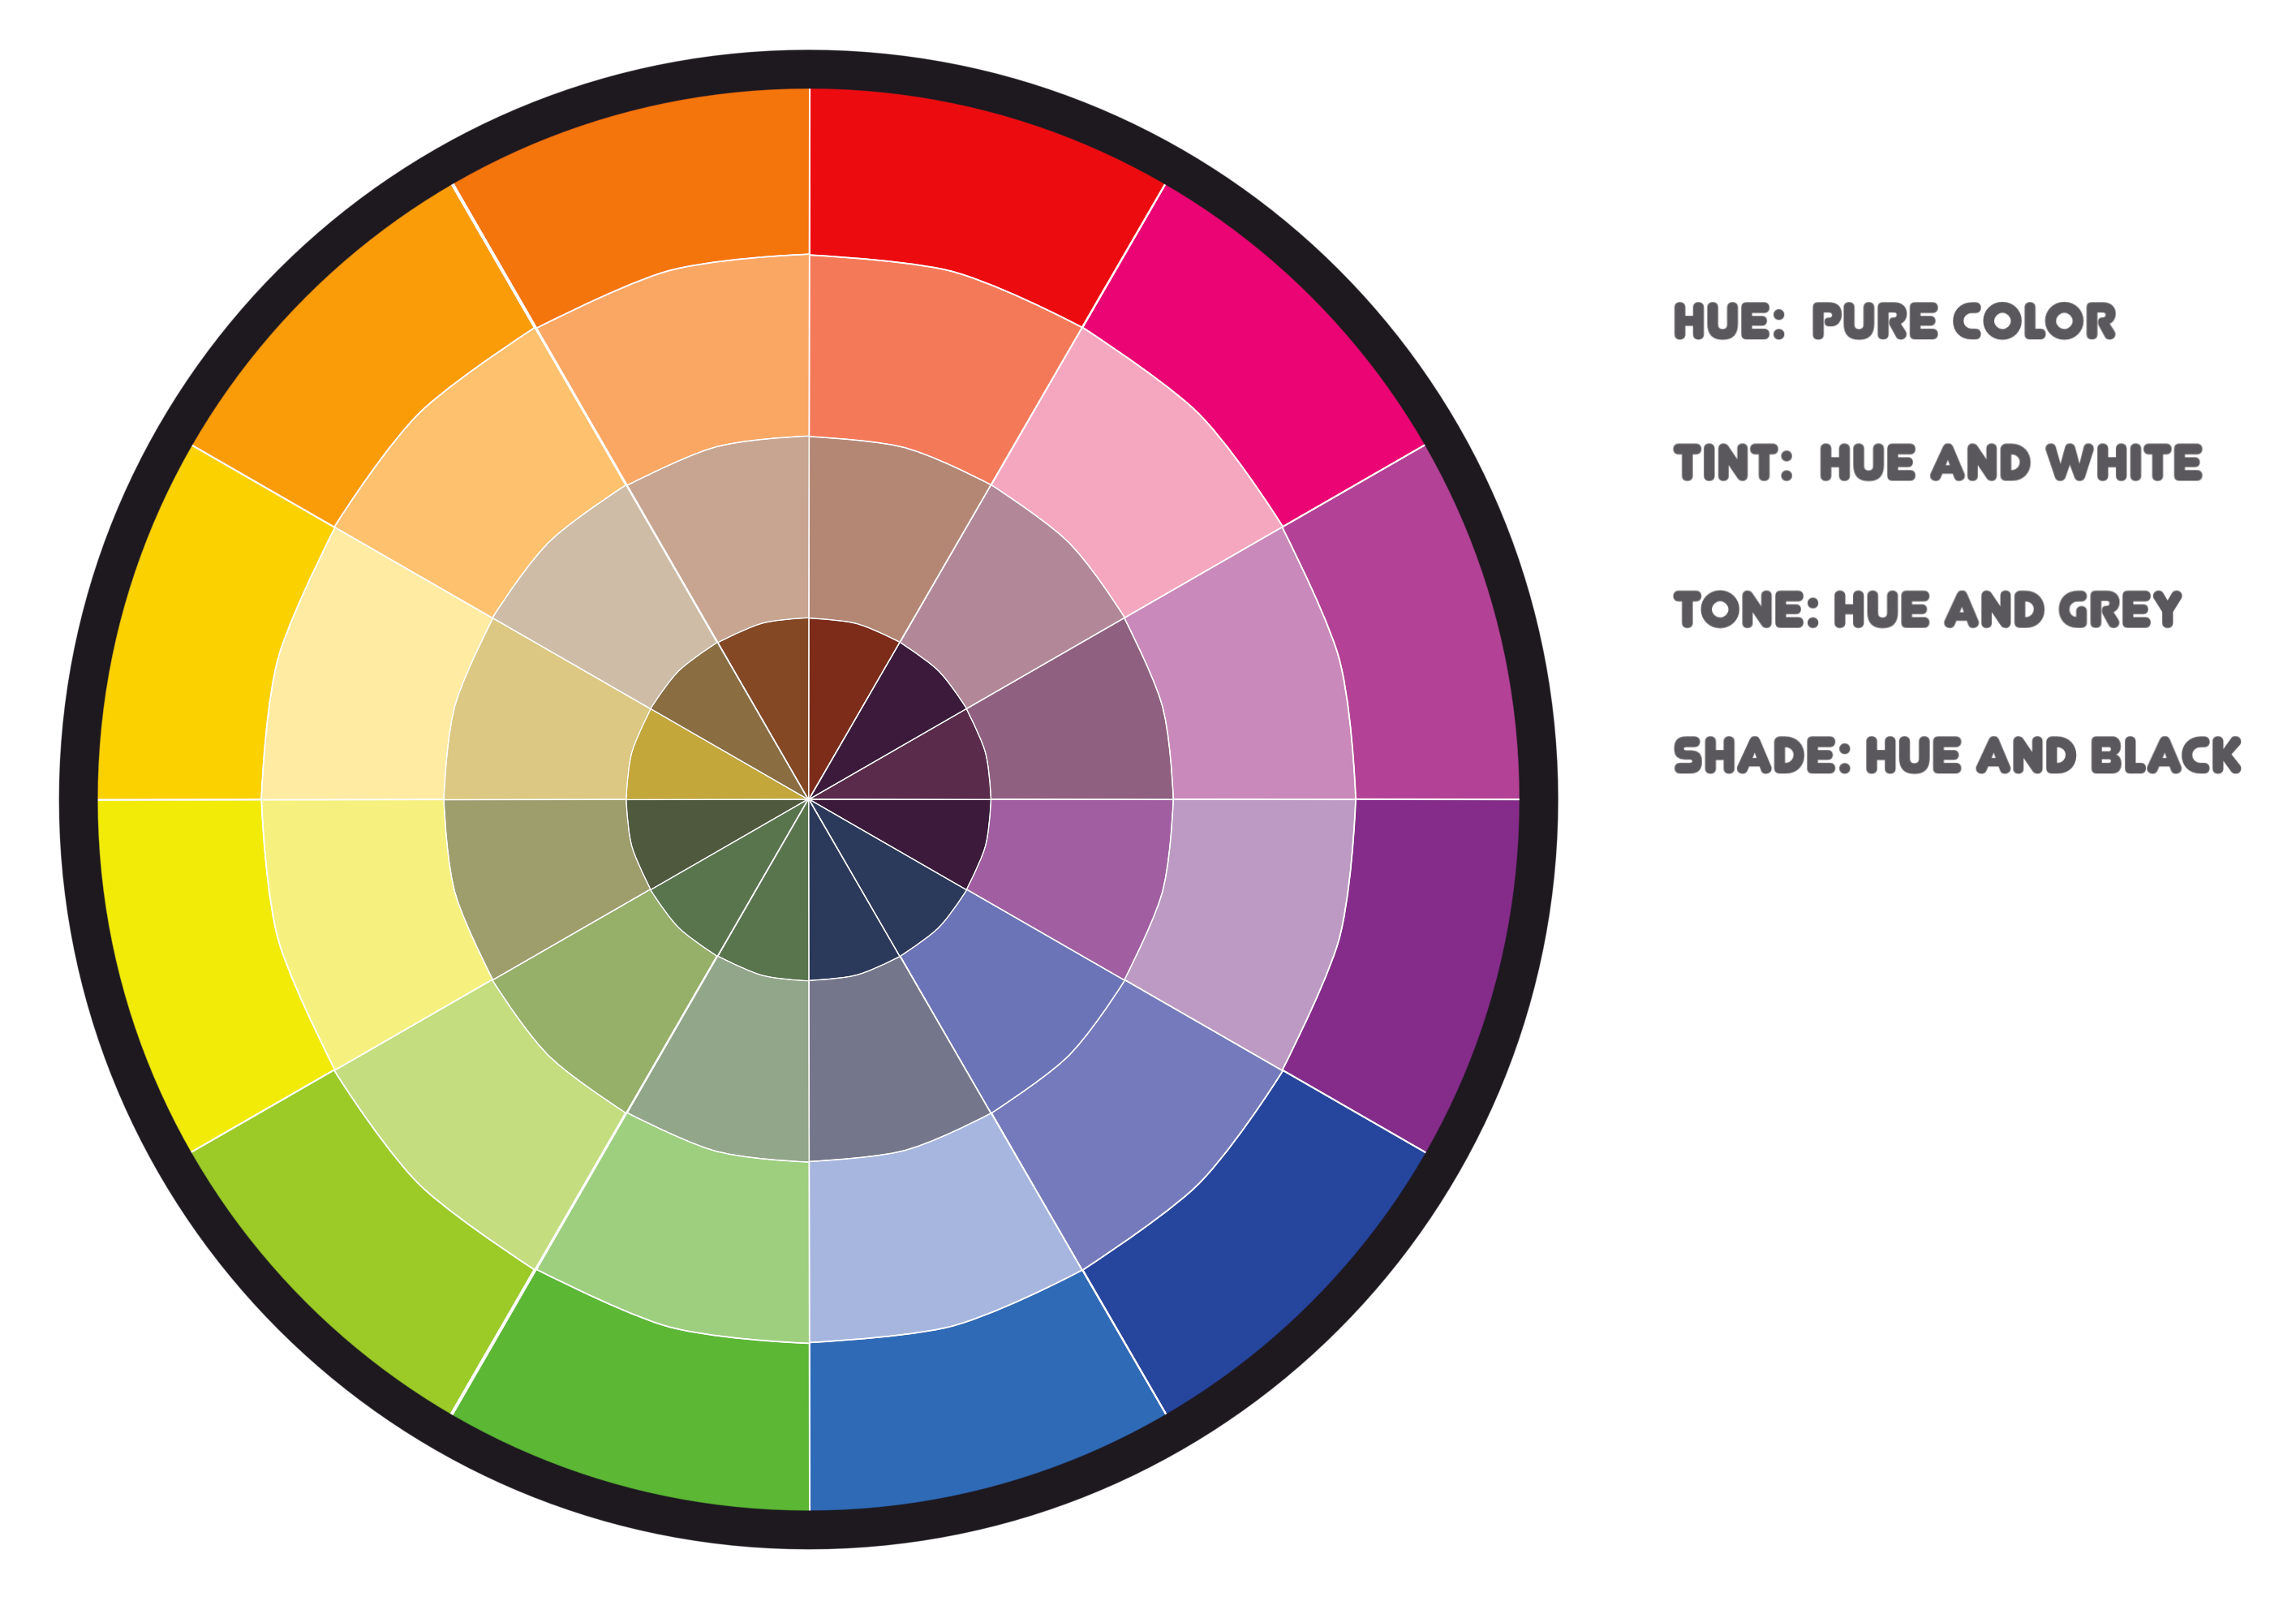 HUE: PURE COLOR
TINT: HUE AND WHITE
TONE: HUE AND GREY
SHADE: HUE AND BLACK